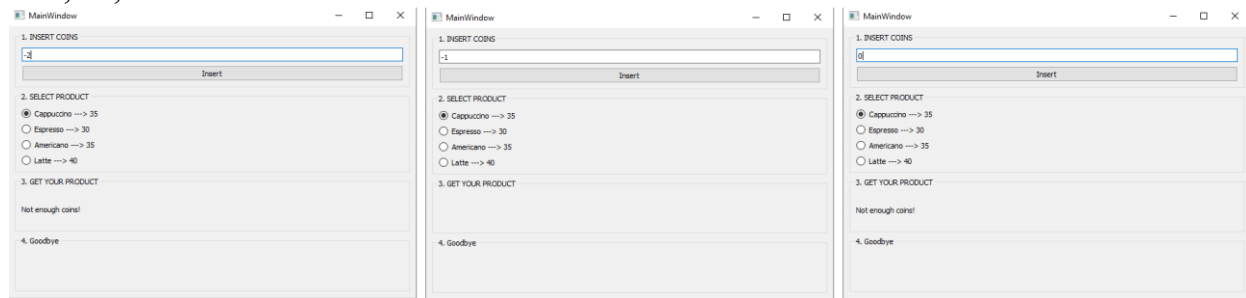 MainWindow
1. INSERT COINS
-2
Insert
2. SELECT PRODUCT
Cappuccino ---> 35
Espresso ---> 30
Americano ---> 35
Latte ---> 40
3. GET YOUR PRODUCT
Not enough coins!
4. Goodbye
MainWindow
1. INSERT COINS
-1
Insert
2. SELECT PRODUCT
Cappuccino ---> 35
Espresso ---> 30
Americano ---> 35
Latte ---> 40
3. GET YOUR PRODUCT
4. Goodbye
MainWindow
1. INSERT COINS
0
Insert
2. SELECT PRODUCT
Cappuccino ---> 35
Espresso ---> 30
Americano ---> 35
Latte ---> 40
3. GET YOUR PRODUCT
Not enough coins!
4. Goodbye